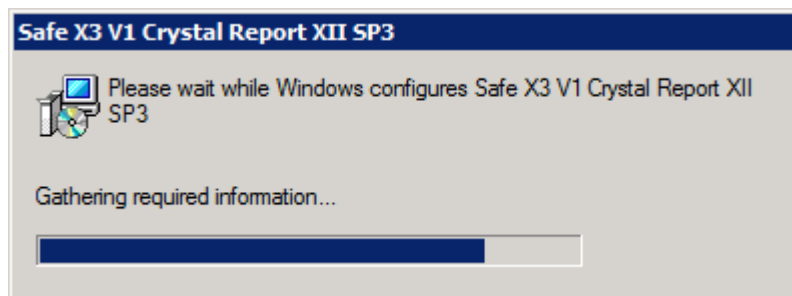 Safe X3 V1 Crystal Report XII SP3
Please wait while Windows configures Safe X3 V1 Crystal Report XII
SP3
Gathering required information...